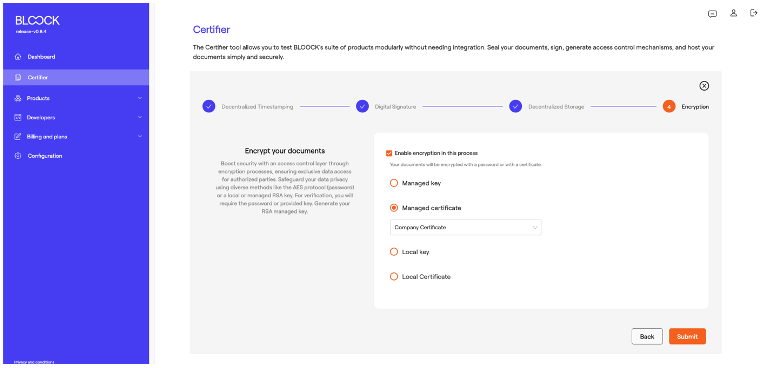 BLOOCK
release-v0.8.4
Dashboard
Certifier
Products
Developers
Billing and plans
Configuration
Privacy and conditions
Certifier
The Certifier tool allows you to test BLOOCK's suite of products modularly without needing integration. Seal your documents, sign, generate access control mechanisms, and host your
documents simply and securely.
Decentralized Timestamping
Digital Signature
Decentralized Storage
4
Encryption
Encrypt your documents
Boost security with an access control layer through
encryption processes, ensuring exclusive data access
for authorized parties. Safeguard your data privacy
using diverse methods like the AES protocol (password)
or a local or managed RSA key. For verification, you will
require the password or provided key. Generate your
RSA managed key.
Enable encryption in this process
Your documents will be encrypted with a password or with a certificate
Managed key
Managed certificate
Company Certificate
Local key
Local Certificate
Back
Submit